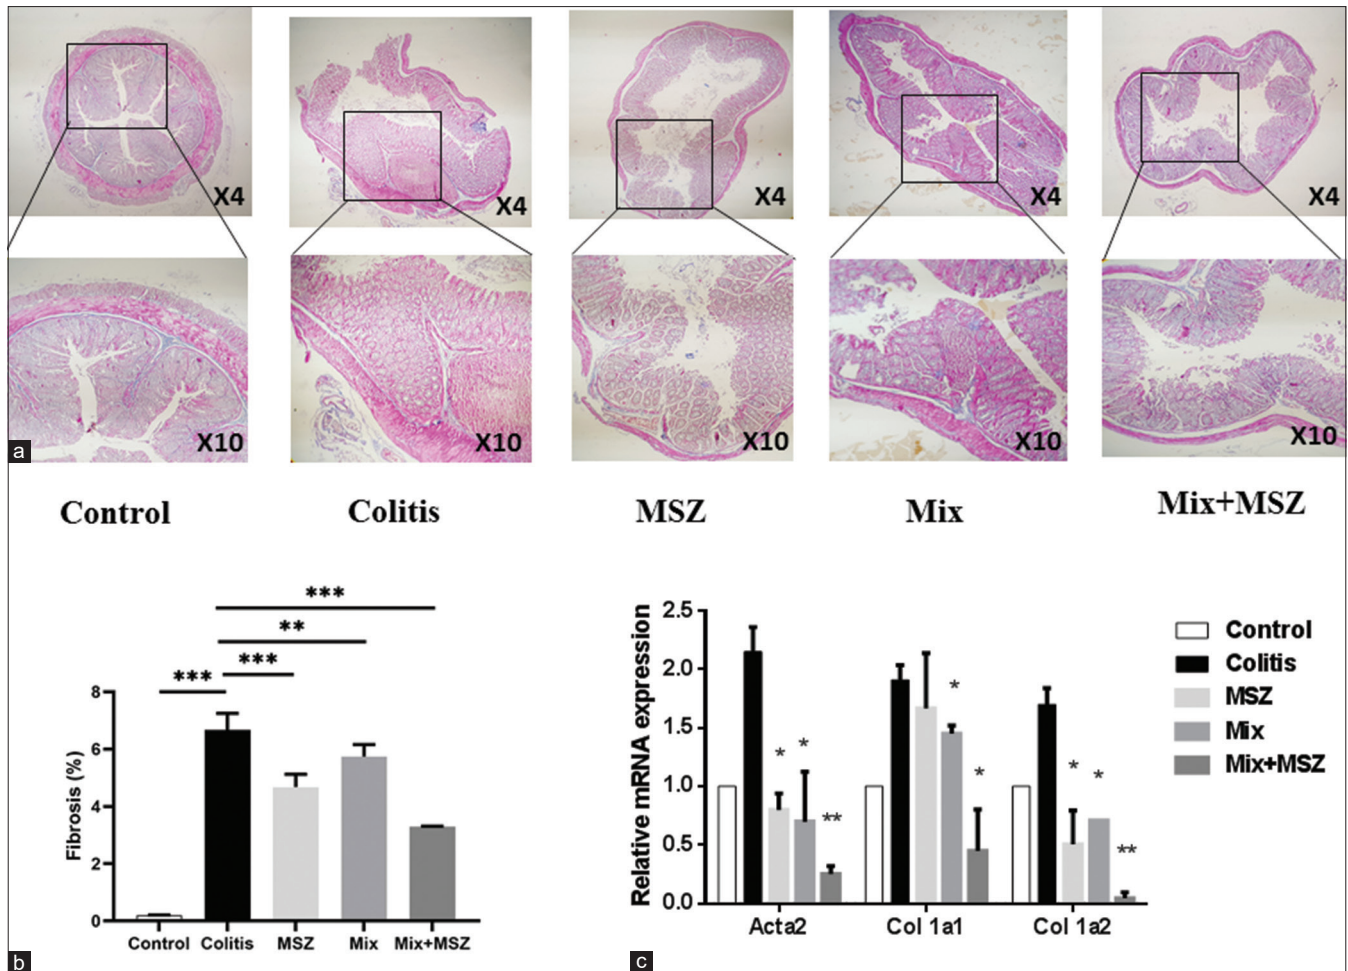 X4 X4 X4 X4 X4
X10 X10 X10 X10 X10
a
Control Colitis MSZ Mix Mix+MSZ
***
**
*** ***
8
6
4
2
0
Fibrosis (%)
Control Colitis MSZ Mix Mix+MSZ
b
Relative mRNA expression
2.5
2.0
1.5
1.0
0.5
0.0
* * **
* *
* * **
Acta2 Col 1a1 Col 1a2
Control
Colitis
MSZ
Mix
Mix+MSZ
c